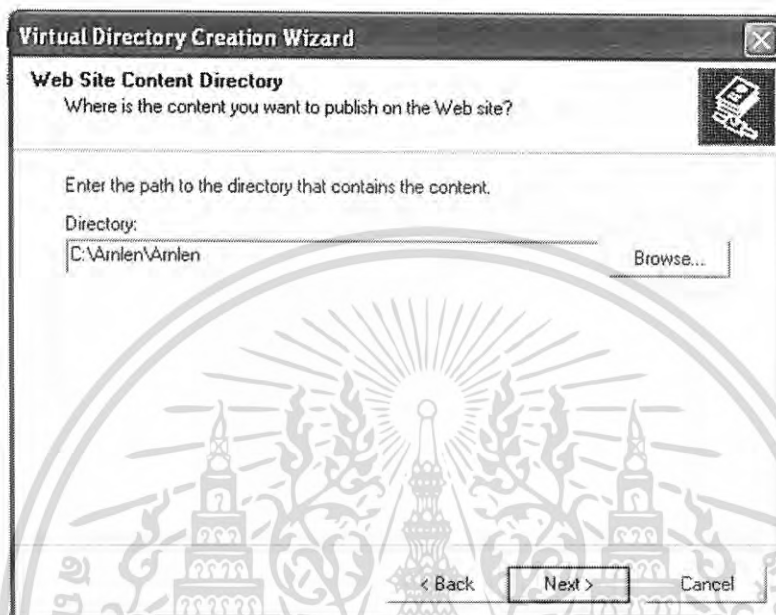 Virtual Directory Creation Wizard
Web Site Content Directory
Where is the content you want to publish on the Web site?
Enter the path to the directory that contains the content.
Directory:
C:\Arnlen\Arnlen
Browse...
< Back
Next >
Cancel